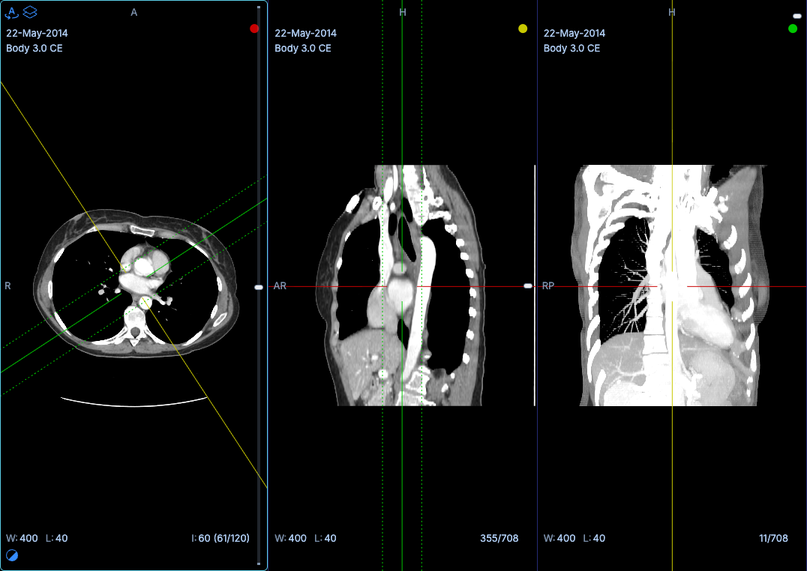 A
A
22-May-2014
Body 3.0 CE
R
W: 400 L: 40
I: 60 (61/120)
H
22-May-2014
Body 3.0 CE
AR
W: 400 L: 40
355/708
H
22-May-2014
Body 3.0 CE
RP
W: 400 L: 40
11/708